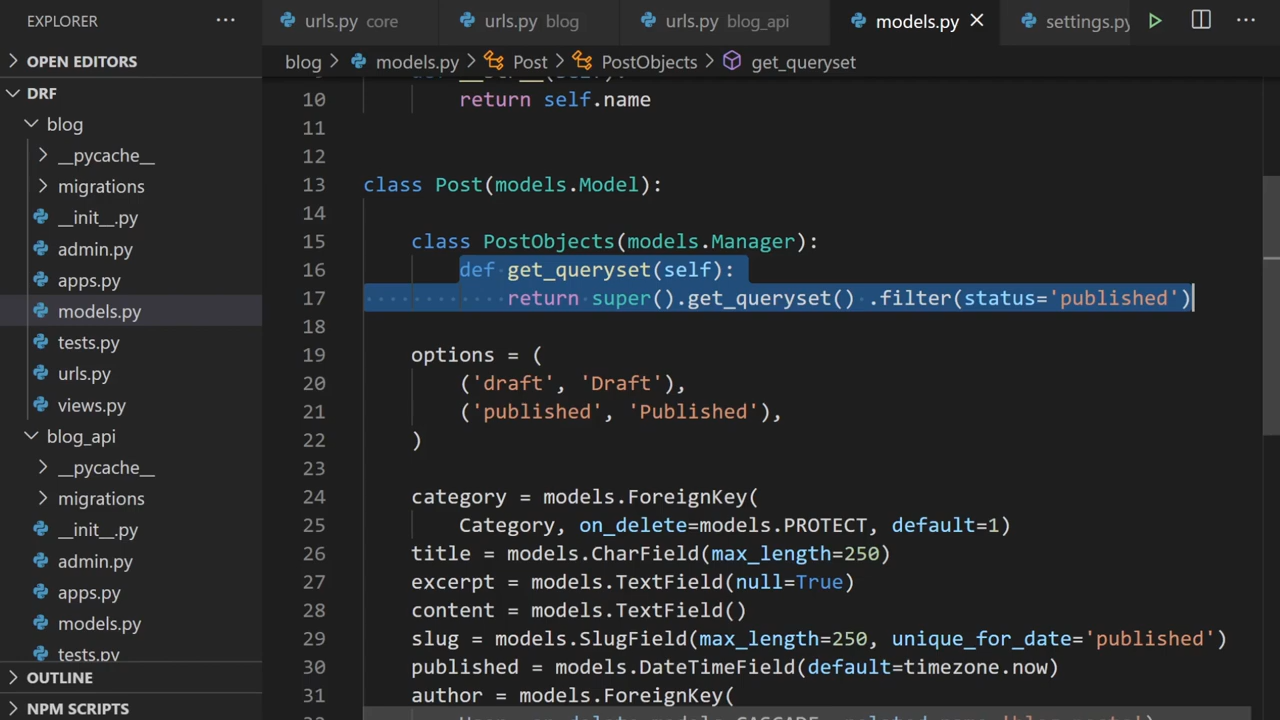 EXPLORER
urls.py core
urls.py blog
urls.py blog_api
models.py
settings.py
OPEN EDITORS
blog > models.py > Post > PostObjects > get_queryset
DRF
blog
__pycache__
migrations
__init__.py
admin.py
apps.py
models.py
tests.py
urls.py
views.py
blog_api
__pycache__
migrations
__init__.py
admin.py
apps.py
models.py
tests.py
OUTLINE
NPM SCRIPTS
10 return self.name
11
12
13 class Post(models.Model):
14
15 class PostObjects(models.Manager):
16 def get_queryset(self):
17 return super().get_queryset() .filter(status='published')
18
19 options = (
20 ('draft', 'Draft'),
21 ('published', 'Published'),
22 )
23
24 category = models.ForeignKey(
25 Category, on_delete=models.PROTECT, default=1)
26 title = models.CharField(max_length=250)
27 excerpt = models.TextField(null=True)
28 content = models.TextField()
29 slug = models.SlugField(max_length=250, unique_for_date='published')
30 published = models.DateTimeField(default=timezone.now)
31 author = models.ForeignKey(